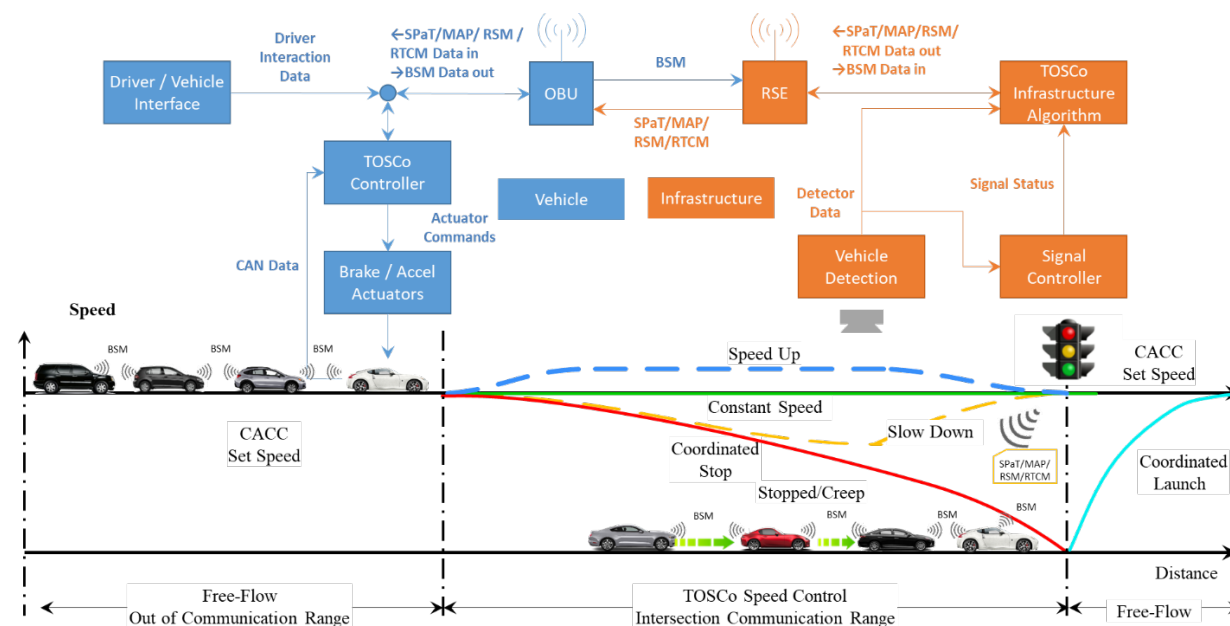 Driver
Interaction
Data
←SPaT/MAP/ RSM /
RTCM Data in
→BSM Data out
←SPaT/MAP/RSM/
RTCM Data out
→BSM Data in
Driver / Vehicle
Interface
OBU
BSM
RSE
TOSCo
Infrastructure
Algorithm
SPaT/MAP/
RSM/RTCM
TOSCo
Controller
Vehicle
Infrastructure
Detector
Data
Signal Status
Actuator
Commands
CAN Data
Brake / Accel
Actuators
Vehicle
Detection
Signal
Controller
Speed
BSM
BSM
BSM
Speed Up
CACC
Set Speed
Constant Speed
CACC
Set Speed
Slow Down
Coordinated
Stop
SPaT/MAP/
RSM/RTCM
Coordinated
Launch
Stopped/Creep
BSM
BSM
BSM
BSM
Distance
Free-Flow
Out of Communication Range
TOSCo Speed Control
Intersection Communication Range
Free-Flow